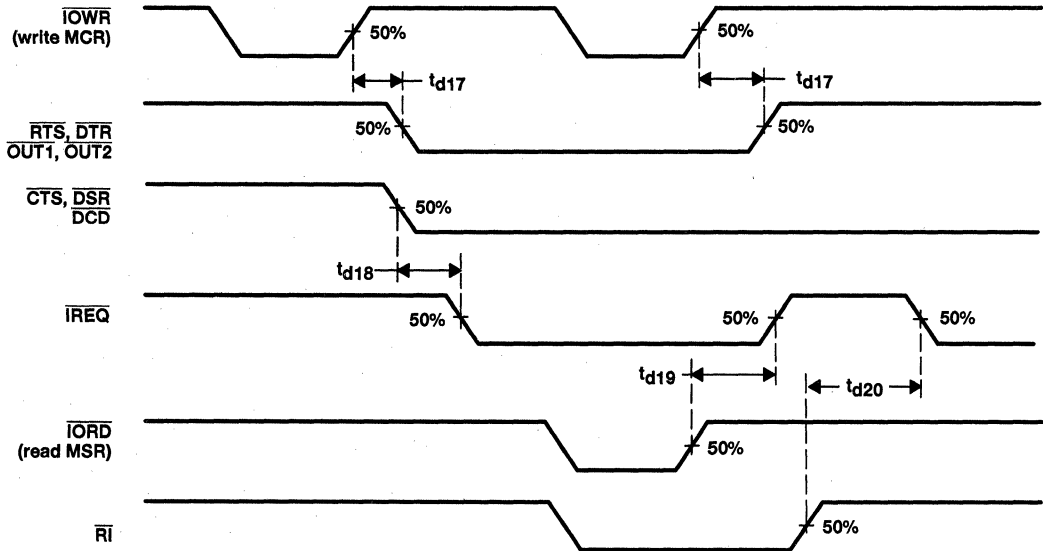 IOWR
(write MCR)
50%
50%
td17
td17
RTS, DTR
OUT1, OUT2
50%
50%
CTS, DSR
DCD
50%
td18
IREQ
50%
50%
50%
td19
td20
IORD
(read MSR)
50%
RI
50%